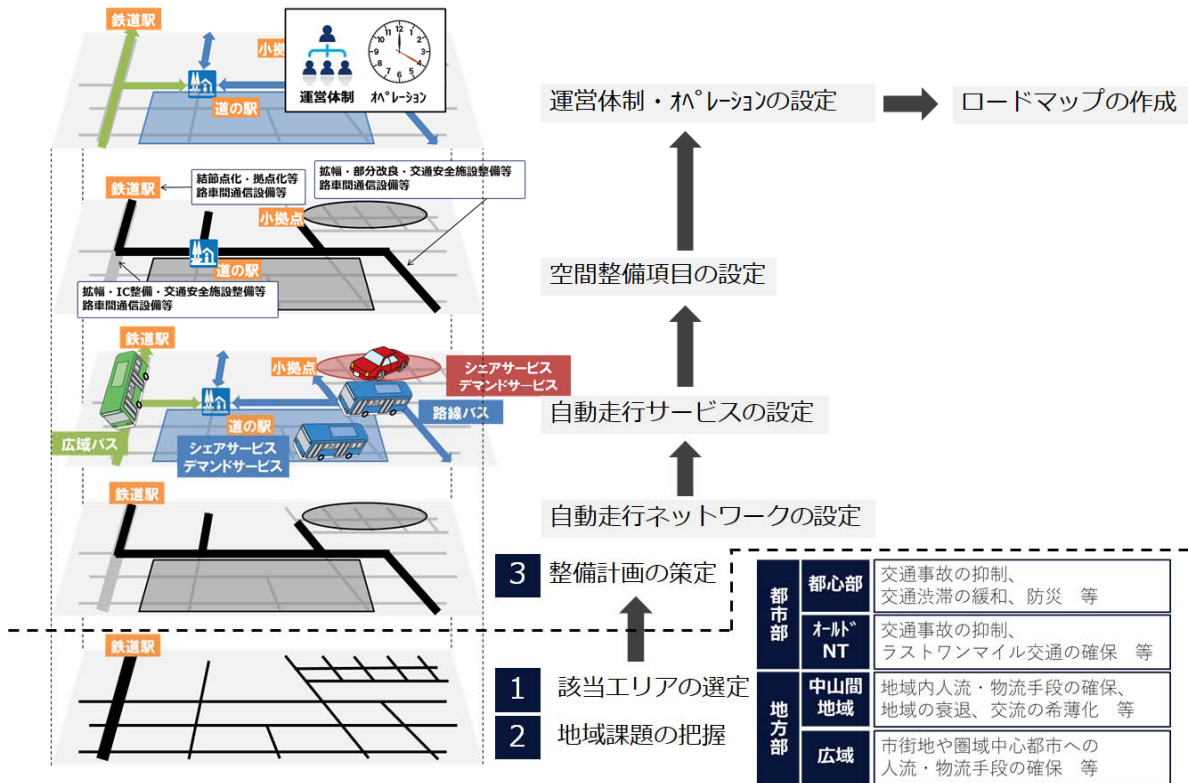 鉄道駅
小拠
12
11
1
10
2
9
3
8
4
7
5
6
運営体制
ｵﾍﾟﾚｰｼｮﾝ
道の駅
運営体制・ｵﾍﾟﾚｰｼｮﾝの設定
ロードマップの作成
鉄道駅
結節点化・拠点化等
路車間通信設備等
拡幅・部分改良・交通安全施設整備等
路車間通信設備等
小拠点
道の駅
拡幅・IC整備・交通安全施設整備等
路車間通信設備等
空間整備項目の設定
鉄道駅
小拠点
シェアサービス
デマンドサービス
路線バス
道の駅
広域バス
シェアサービス
デマンドサービス
自動走行サービスの設定
鉄道駅
自動走行ネットワークの設定
3 整備計画の策定
鉄道駅
1 該当エリアの選定
2 地域課題の把握
都市部
都心部
交通事故の抑制、
交通渋滞の緩和、防災　等
ｵｰﾙﾄﾞ
NT
交通事故の抑制、
ラストワンマイル交通の確保　等
地方部
中山間
地域
地域内人流・物流手段の確保、
地域の衰退、交流の希薄化　等
広域
市街地や圏域中心都市への
人流・物流手段の確保　等